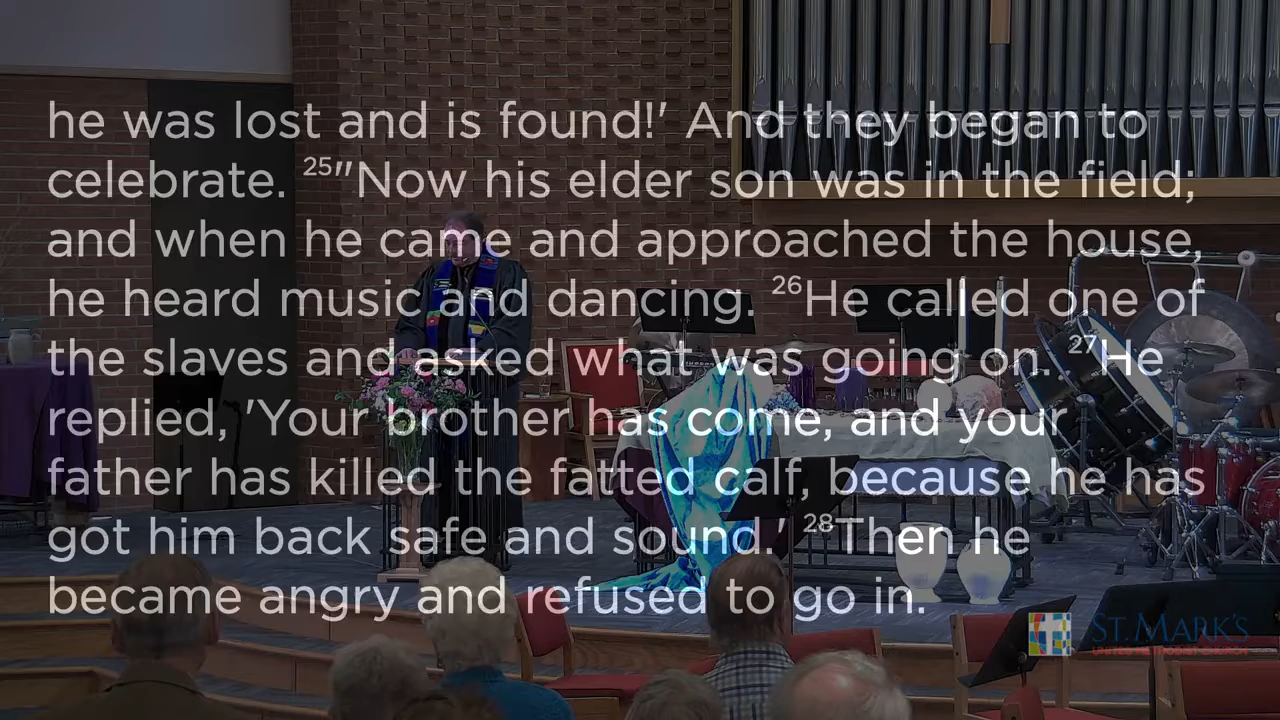 he was lost and is found!' And they began to
celebrate. ²⁵"Now his elder son was in the field;
and when he came and approached the house,
he heard music and dancing. ²⁶He called one of
the slaves and asked what was going on. ²⁷He
replied, 'Your brother has come, and your
father has killed the fatted calf, because he has
got him back safe and sound.' ²⁸Then he
became angry and refused to go in.
ST. MARK'S
UNITED METHODIST CHURCH